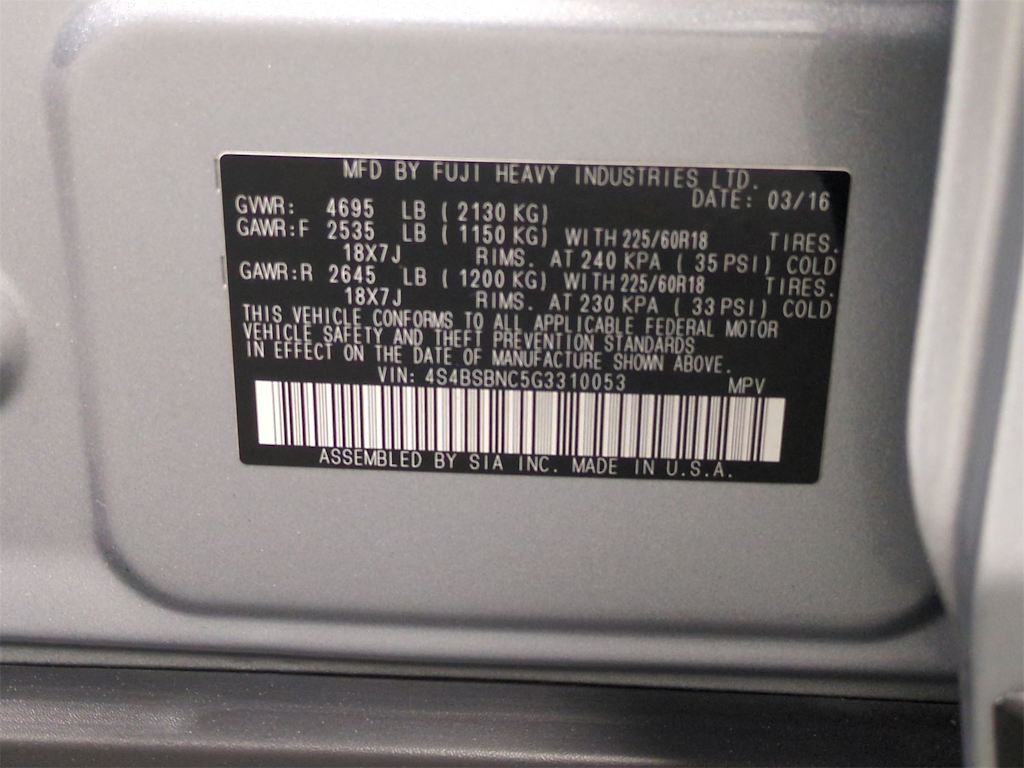 MFD BY FUJI HEAVY INDUSTRIES LTD.
DATE: 03/16
GVWR: 4695 LB ( 2130 KG)
GAWR:F 2535 LB ( 1150 KG) WITH 225/60R18 TIRES.
18X7J RIMS. AT 240 KPA ( 35 PSI) COLD
GAWR:R 2645 LB ( 1200 KG) WITH 225/60R18 TIRES.
18X7J RIMS. AT 230 KPA ( 33 PSI) COLD
THIS VEHICLE CONFORMS TO ALL APPLICABLE FEDERAL MOTOR
VEHICLE SAFETY AND THEFT PREVENTION STANDARDS
IN EFFECT ON THE DATE OF MANUFACTURE SHOWN ABOVE.
VIN: 4S4BSBNC5G3310053 MPV
ASSEMBLED BY SIA INC. MADE IN U.S.A.